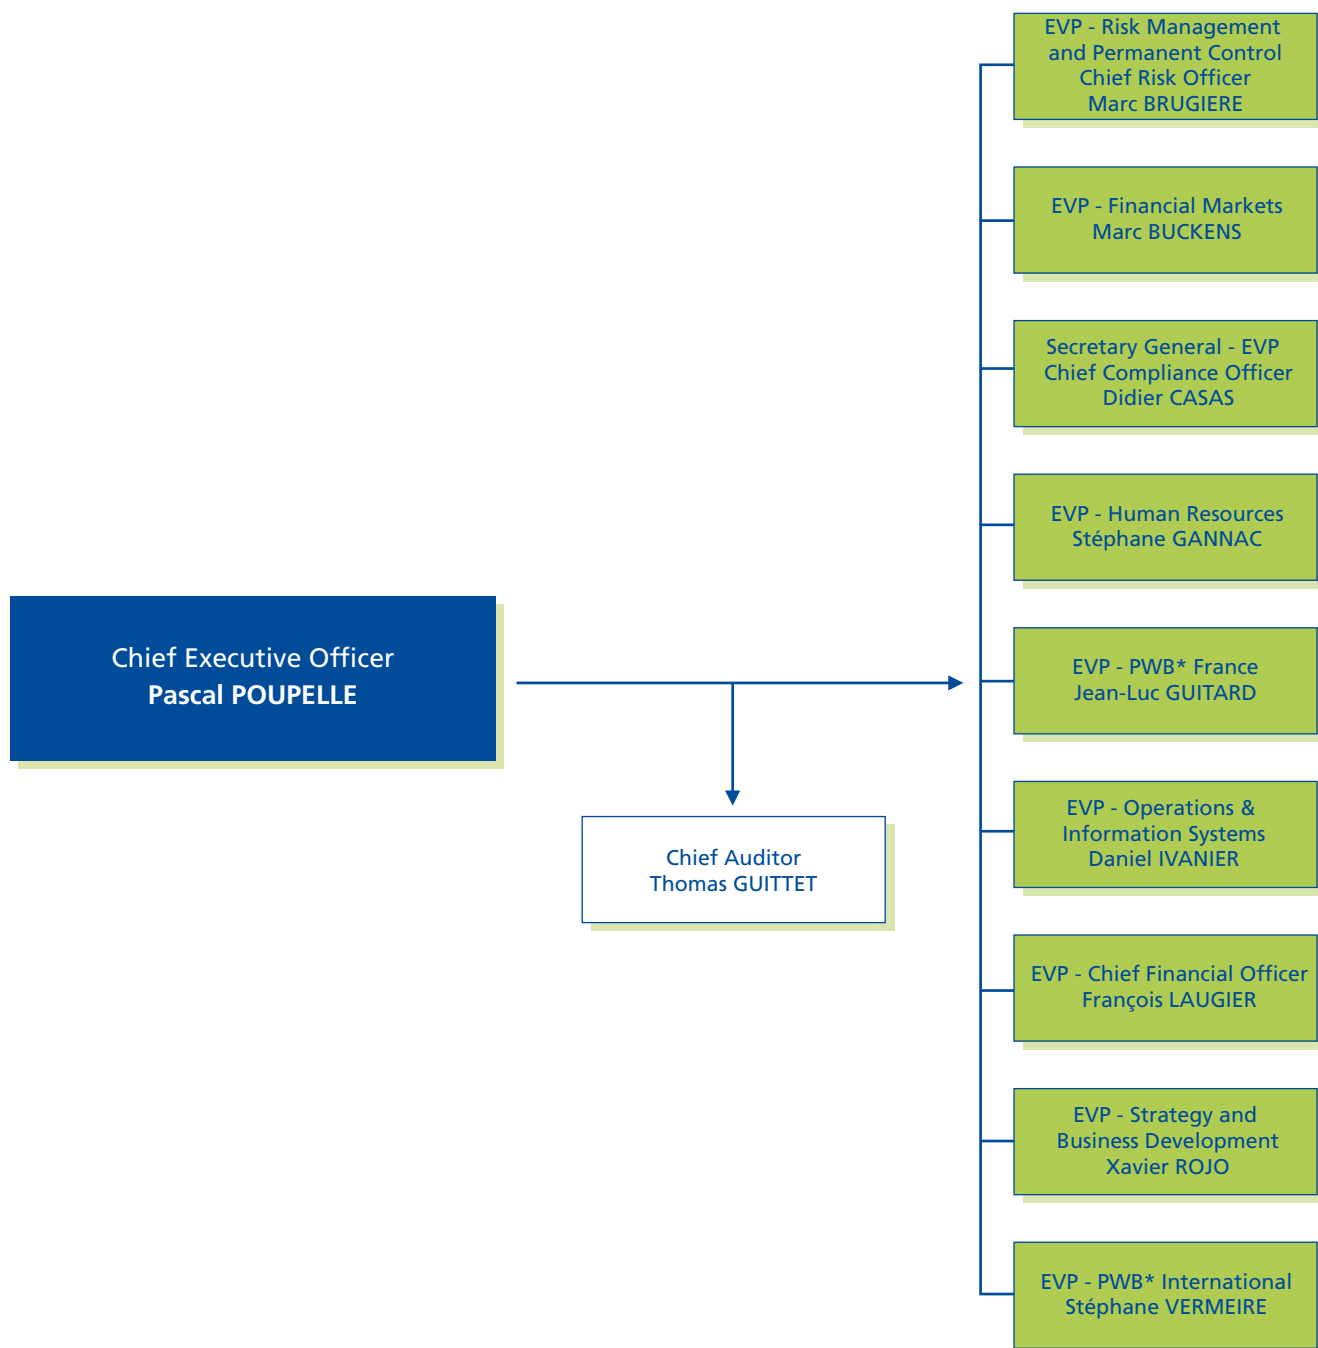 Chief Executive Officer
Pascal POUPELLE
Chief Auditor
Thomas GUITTET
EVP - Risk Management
and Permanent Control
Chief Risk Officer
Marc BRUGIERE
EVP - Financial Markets
Marc BUCKENS
Secretary General - EVP
Chief Compliance Officer
Didier CASAS
EVP - Human Resources
Stéphane GANNAC
EVP - PWB* France
Jean-Luc GUITARD
EVP - Operations &
Information Systems
Daniel IVANIER
EVP - Chief Financial Officer
François LAUGIER
EVP - Strategy and
Business Development
Xavier ROJO
EVP - PWB* International
Stéphane VERMEIRE